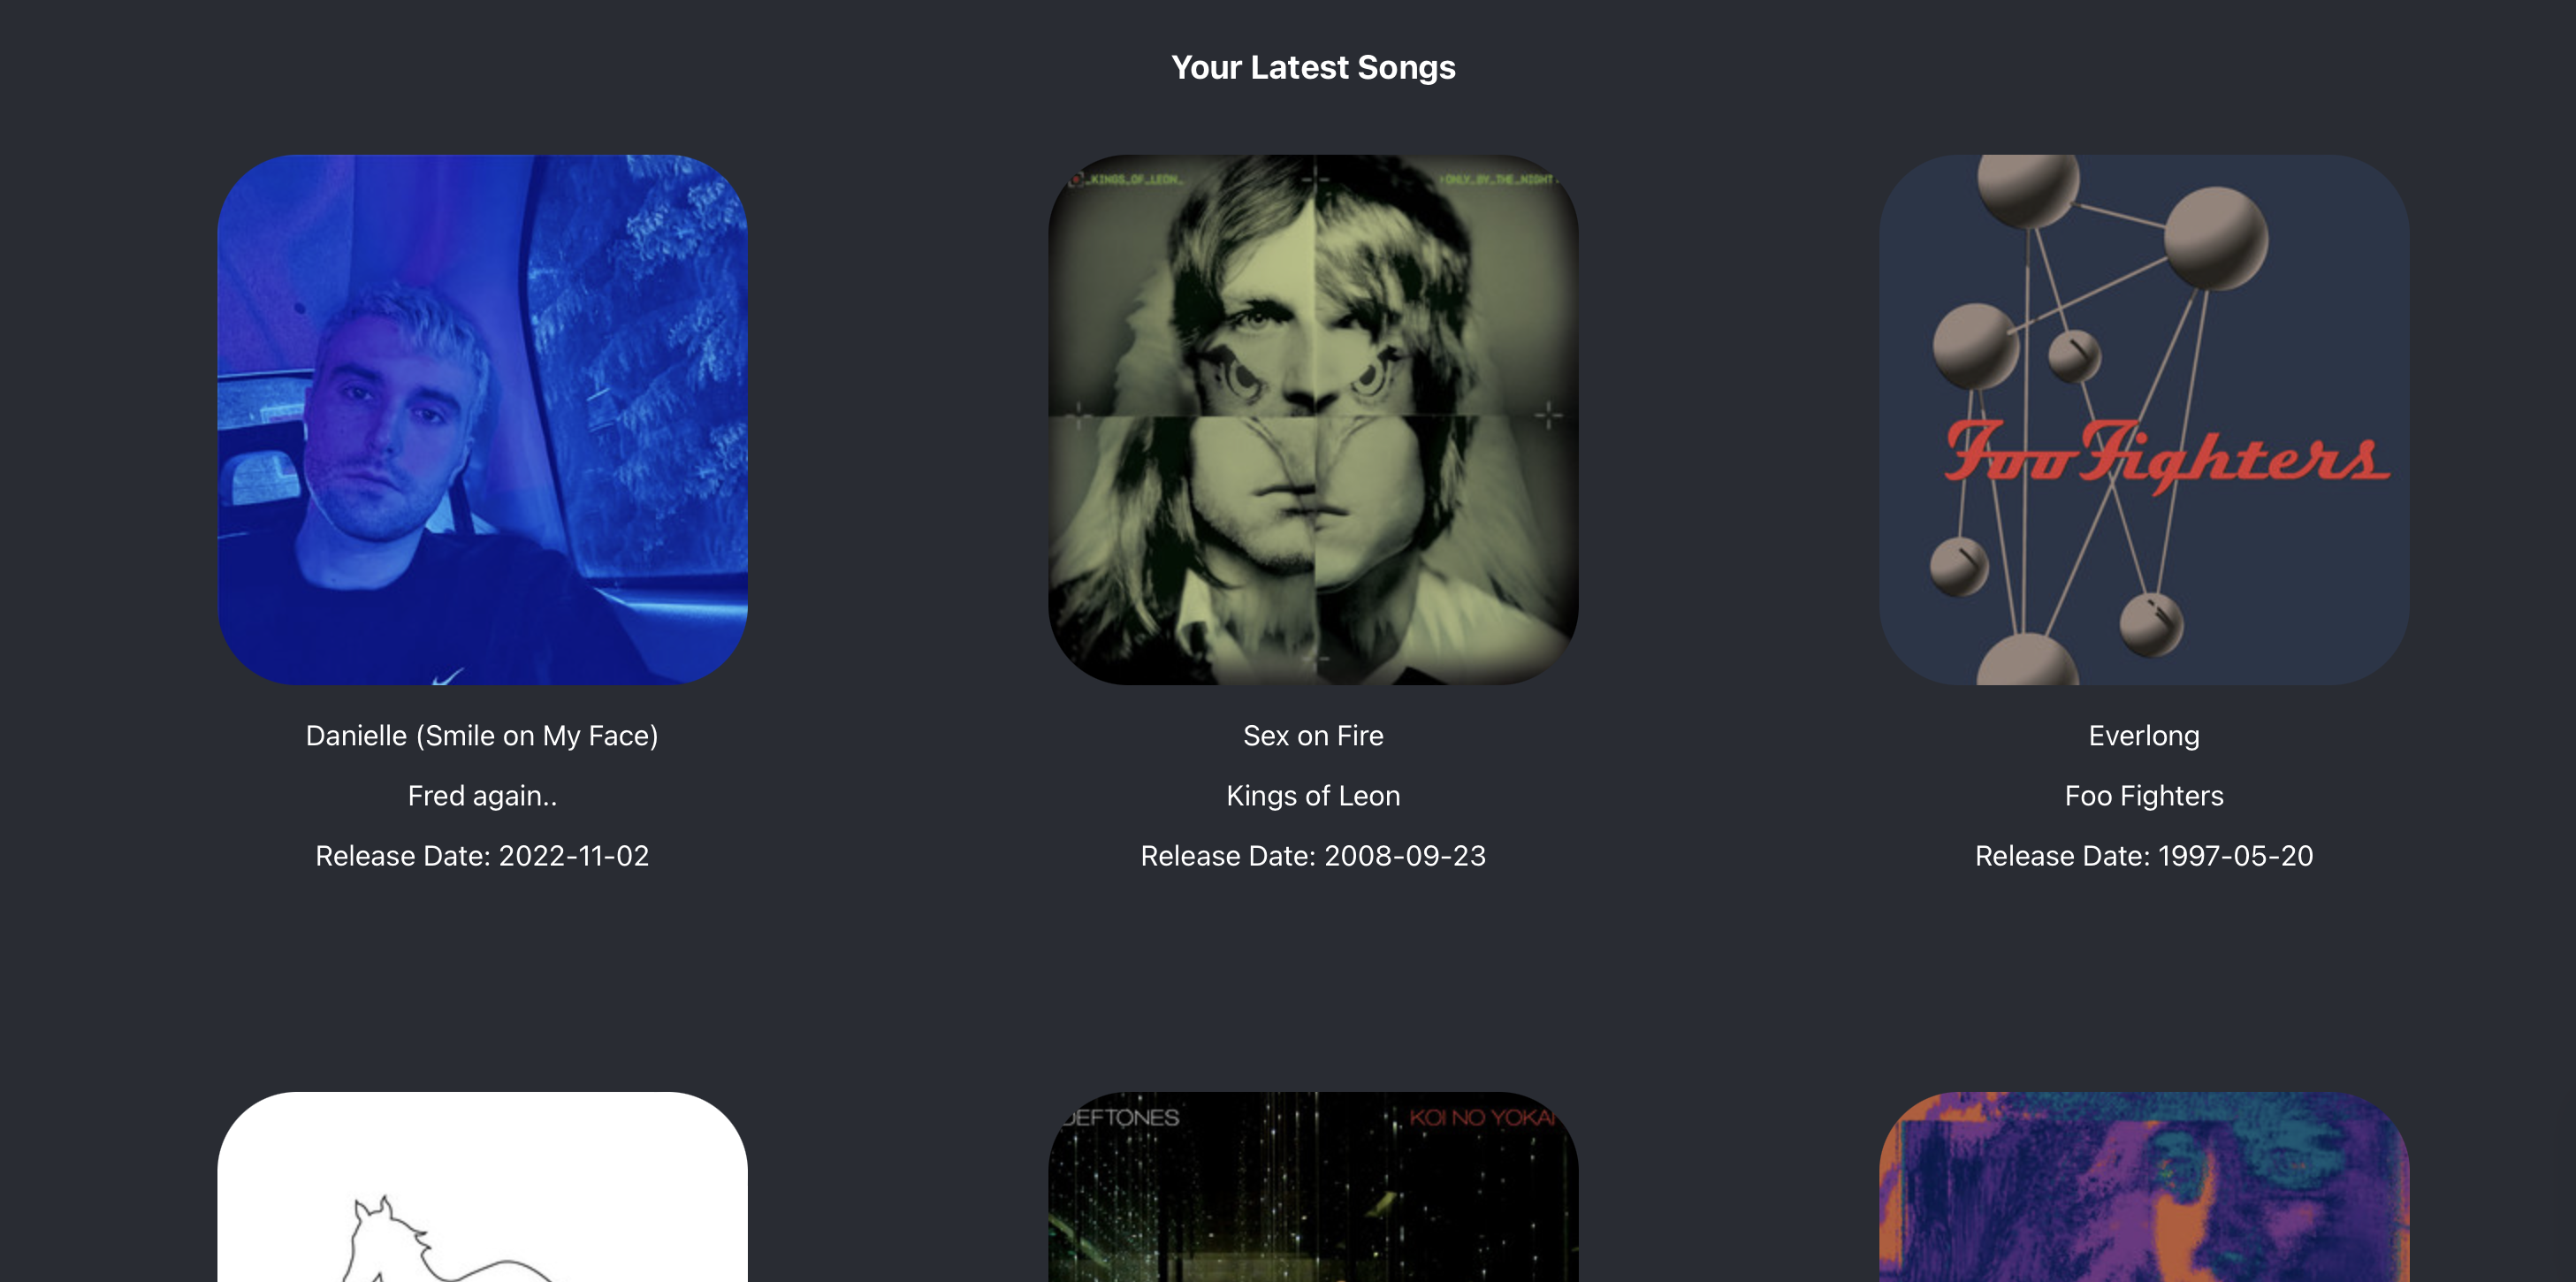 Your Latest Songs
_KINGS_OF_LEON_
ONLY_BY_THE_NIGHT
Foo Fighters
Danielle (Smile on My Face)
Sex on Fire
Everlong
Fred again..
Kings of Leon
Foo Fighters
Release Date: 2022-11-02
Release Date: 2008-09-23
Release Date: 1997-05-20
DEFTONES
KOI NO YOKAI